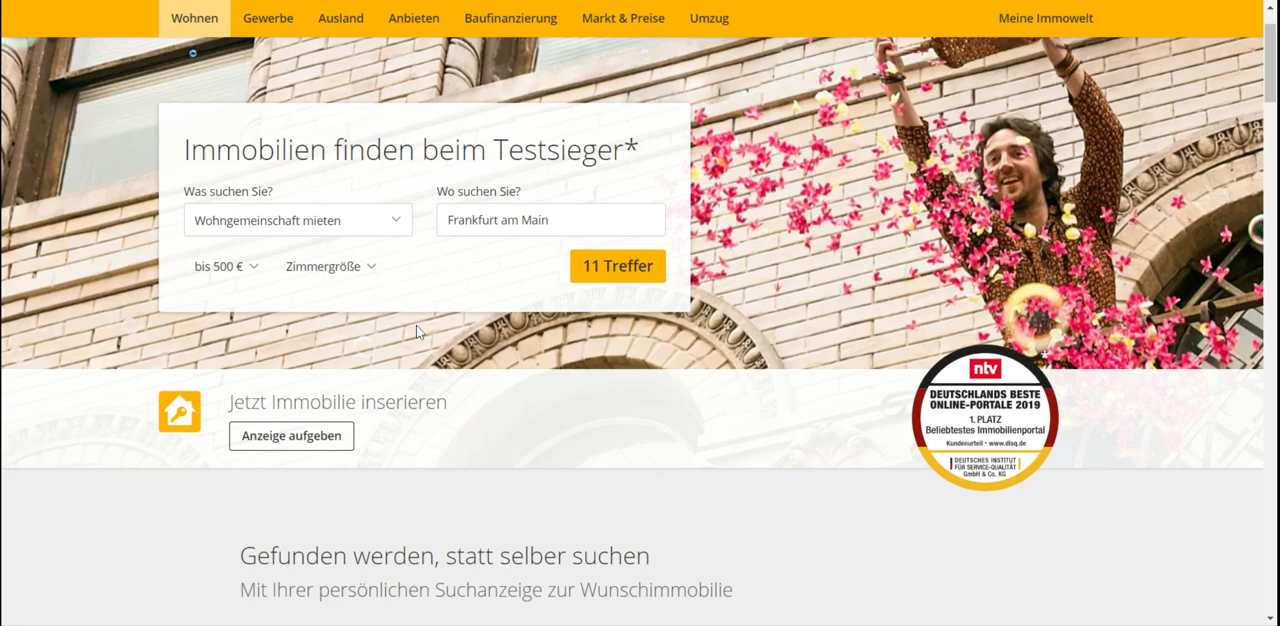 Wohnen Gewerbe Ausland Anbieten Baufinanzierung Markt & Preise Umzug Meine Immowelt
Immobilien finden beim Testsieger*
Was suchen Sie? Wo suchen Sie?
Wohngemeinschaft mieten Frankfurt am Main
bis 500 € Zimmergröße 11 Treffer
*
ntv
DEUTSCHLANDS BESTE
ONLINE-PORTALE 2019
1. PLATZ
Beliebtestes Immobilienportal
Kundenurteil • www.disq.de
DEUTSCHES INSTITUT
FÜR SERVICE-QUALITÄT
GmbH & Co. KG
Jetzt Immobilie inserieren
Anzeige aufgeben
Gefunden werden, statt selber suchen
Mit Ihrer persönlichen Suchanzeige zur Wunschimmobilie